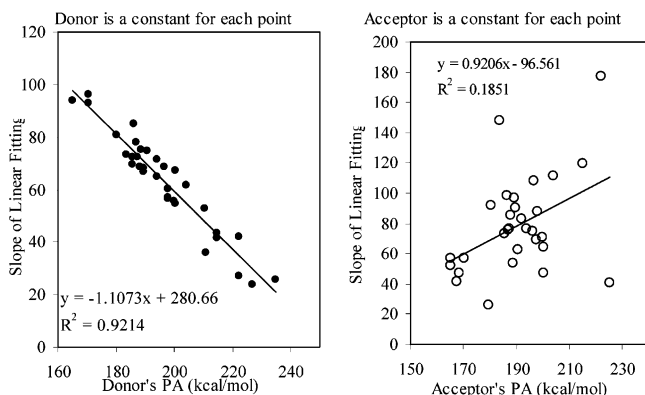 Donor is a constant for each point
120
100
80
60
40
20
0
Slope of Linear Fitting
y = -1.1073x + 280.66
R2 = 0.9214
160 180 200 220 240
Donor's PA (kcal/mol)
Acceptor is a constant for each point
200
180
160
140
120
100
80
60
40
20
0
Slope of Linear Fitting
y = 0.9206x - 96.561
R2 = 0.1851
150 170 190 210 230
Acceptor's PA (kcal/mol)